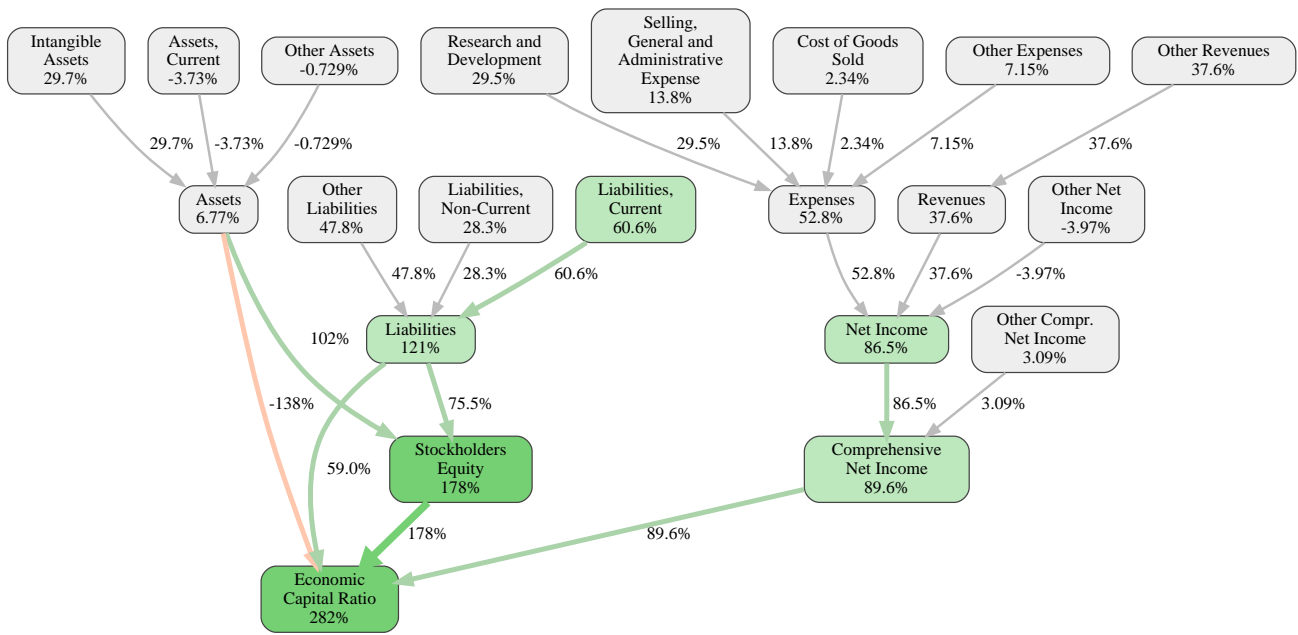 Intangible
Assets
29.7%
Assets,
Current
-3.73%
Other Assets
-0.729%
Research and
Development
29.5%
Selling,
General and
Administrative
Expense
13.8%
Cost of Goods
Sold
2.34%
Other Expenses
7.15%
Other Revenues
37.6%
29.7%
-3.73%
-0.729%
29.5%
13.8%
2.34%
7.15%
37.6%
Assets
6.77%
Other
Liabilities
47.8%
Liabilities,
Non-Current
28.3%
Liabilities,
Current
60.6%
Expenses
52.8%
Revenues
37.6%
Other Net
Income
-3.97%
47.8%
28.3%
60.6%
52.8%
37.6%
-3.97%
102%
Liabilities
121%
Net Income
86.5%
Other Compr.
Net Income
3.09%
-138%
75.5%
86.5%
3.09%
59.0%
Stockholders
Equity
178%
Comprehensive
Net Income
89.6%
178%
89.6%
Economic
Capital Ratio
282%